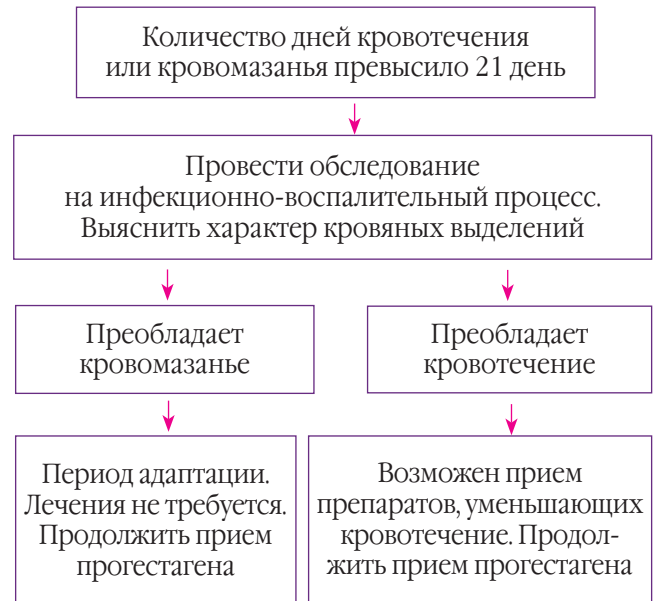 Количество дней кровотечения
или кровомазанья превысило 21 день
Провести обследование
на инфекционно-воспалительный процесс.
Выяснить характер кровяных выделений
Преобладает
кровомазанье
Преобладает
кровотечение
Период адаптации.
Лечения не требуется.
Продолжить прием
прогестагена
Возможен прием
препаратов, уменьшающих
кровотечение. Продол-
жить прием прогестагена